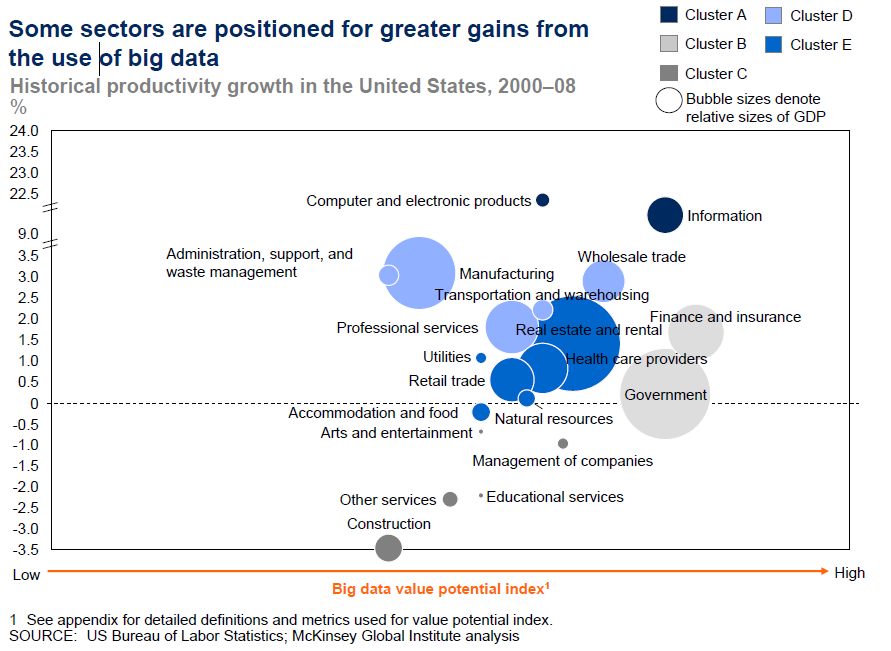 Some sectors are positioned for greater gains from
the use of big data
Historical productivity growth in the United States, 2000–08
%
Cluster A
Cluster D
Cluster B
Cluster E
Cluster C
Bubble sizes denote
relative sizes of GDP
24.0
23.5
23.0
22.5
9.0
3.5
3.0
2.5
2.0
1.5
1.0
0.5
0
-0.5
-1.0
-1.5
-2.0
-2.5
-3.0
-3.5
Computer and electronic products
Information
Administration, support, and
waste management
Wholesale trade
Manufacturing
Transportation and warehousing
Finance and insurance
Professional services
Real estate and rental
Utilities
Health care providers
Retail trade
Government
Accommodation and food
Natural resources
Arts and entertainment
Management of companies
Other services
Educational services
Construction
Low
High
Big data value potential index1
1 See appendix for detailed definitions and metrics used for value potential index.
SOURCE: US Bureau of Labor Statistics; McKinsey Global Institute analysis